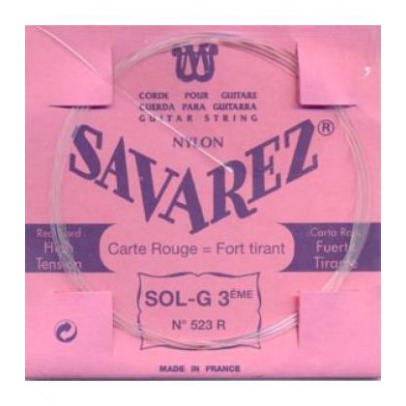 CORDE POUR GUITARE
CUERDA PARA GUITARRA
GUITAR STRING
NYLON
SAVAREZ®
Red Card
High
Tension
Carte Rouge = Fort tirant
Carta Roja
Fuerte
Tirante
SOL-G 3ÈME
N° 523 R
MADE IN FRANCE